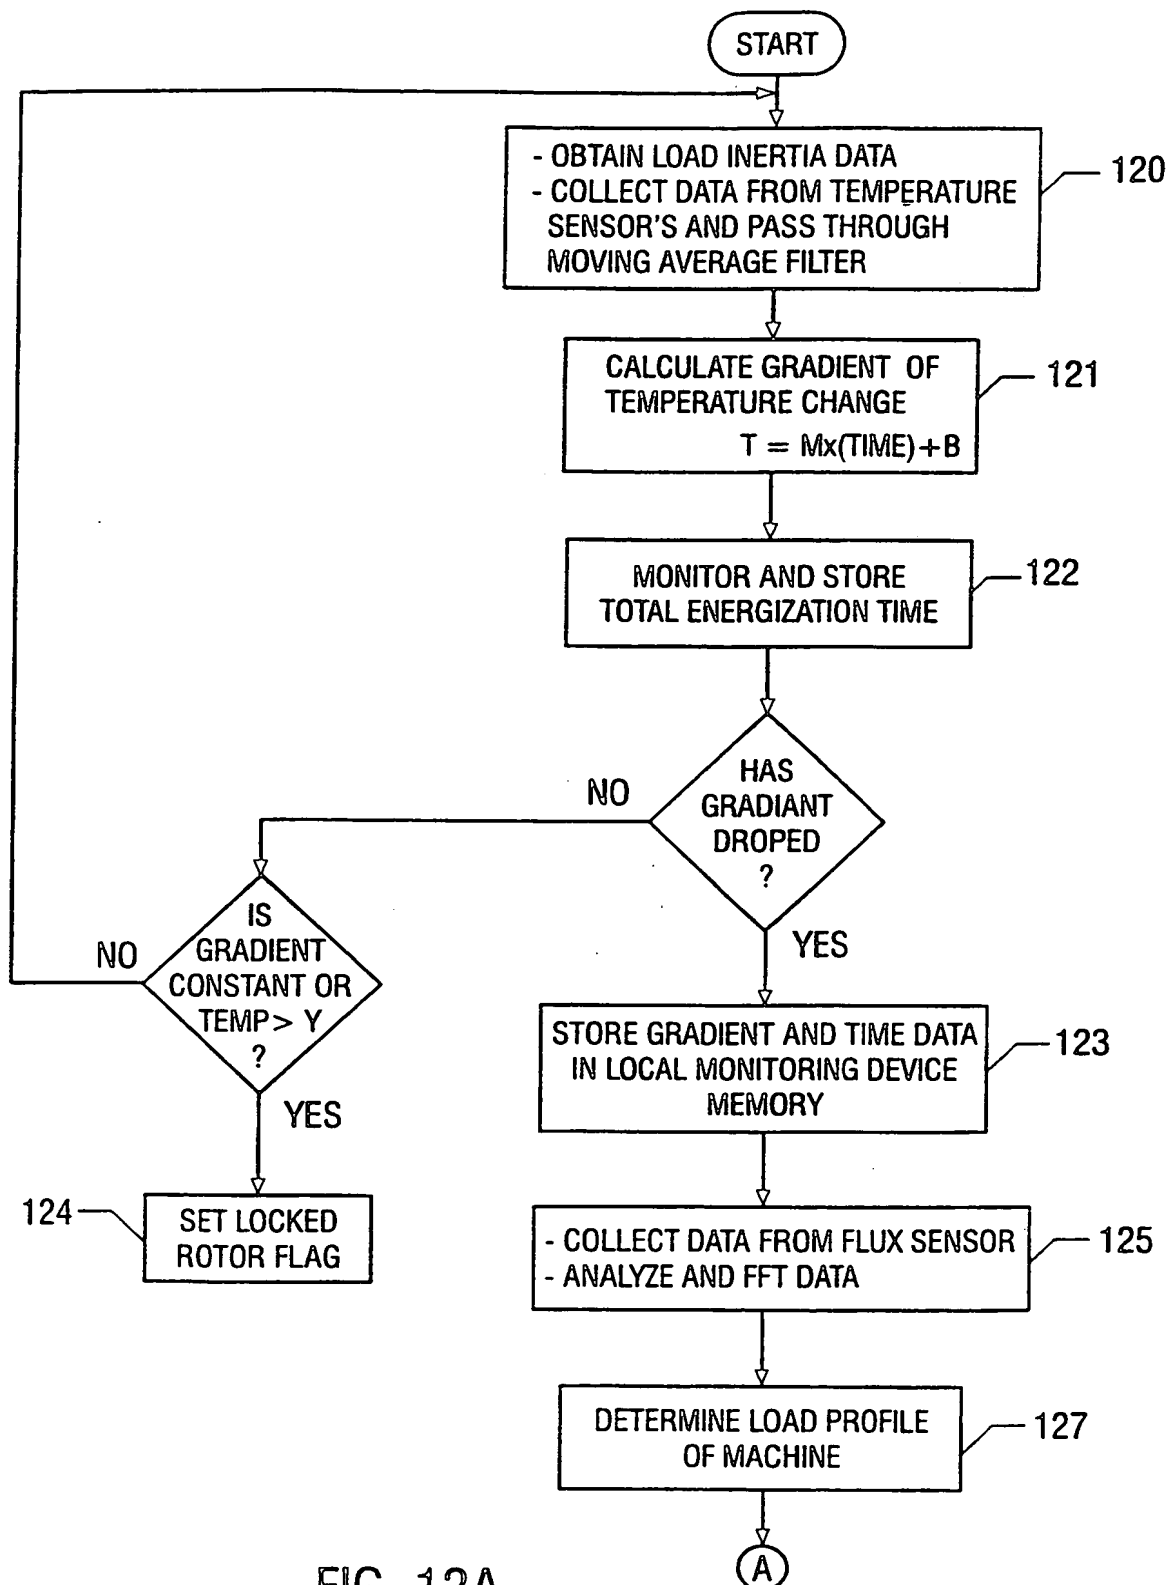 START
- OBTAIN LOAD INERTIA DATA
- COLLECT DATA FROM TEMPERATURE
SENSOR'S AND PASS THROUGH
MOVING AVERAGE FILTER
120
CALCULATE GRADIENT OF
TEMPERATURE CHANGE
T = Mx(TIME)+B
121
MONITOR AND STORE
TOTAL ENERGIZATION TIME
122
HAS
GRADIANT
DROPED
?
NO
YES
IS
GRADIENT
CONSTANT OR
TEMP> Y
?
NO
YES
STORE GRADIENT AND TIME DATA
IN LOCAL MONITORING DEVICE
MEMORY
123
124
SET LOCKED
ROTOR FLAG
- COLLECT DATA FROM FLUX SENSOR
- ANALYZE AND FFT DATA
125
DETERMINE LOAD PROFILE
OF MACHINE
127
A
FIG. 12A